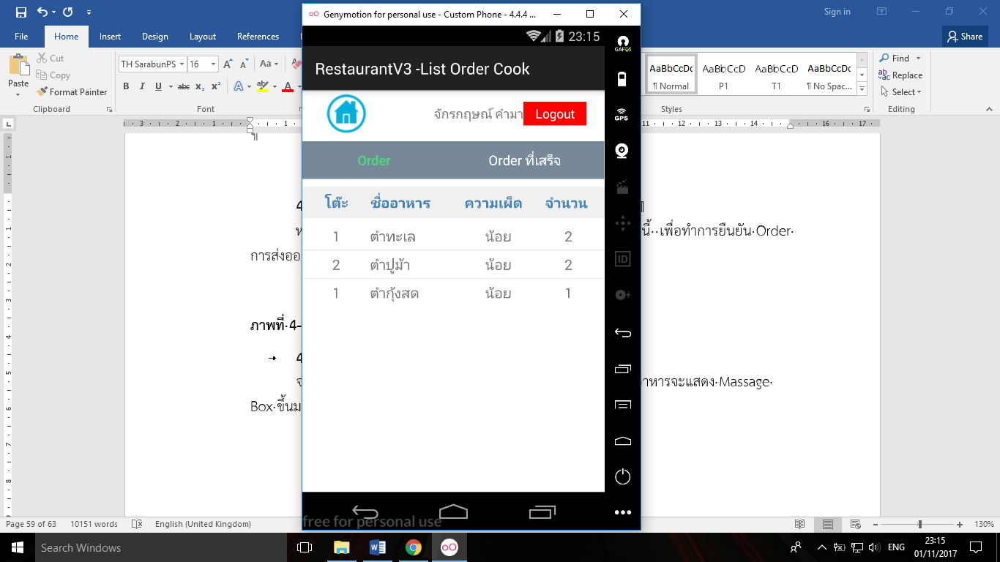 Genymotion for personal use - Custom Phone - 4.4.4 ...
Sign in
File Home Insert Design Layout References
Share
Cut
Copy
Format Painter
Paste
Clipboard
TH SarabunPS 16
Font
AaBbCcDc AaBbCcD AaBbCcD AaBbCcDc
¶ Normal P1 T1 ¶ No Spac...
Styles
Find
Replace
Select
Editing
23:15
RestaurantV3 -List Order Cook
จักรกฤษณ์ คำมา Logout
Order Order ที่เสร็จ
โต๊ะ ชื่ออาหาร ความเผ็ด จำนวน
1 ตำทะเล น้อย 2
2 ตำปูม้า น้อย 2
1 ตำกุ้งสด น้อย 1
free for personal use
GPS
ID
เพื่อทำการยืนยัน Order
การส่งออ
ภาพที่ 4-
4
าหารจะแสดง Massage
Box ขึ้นม
Page 59 of 63 10151 words English (United Kingdom) 130%
Search Windows
ENG 23:15
01/11/2017